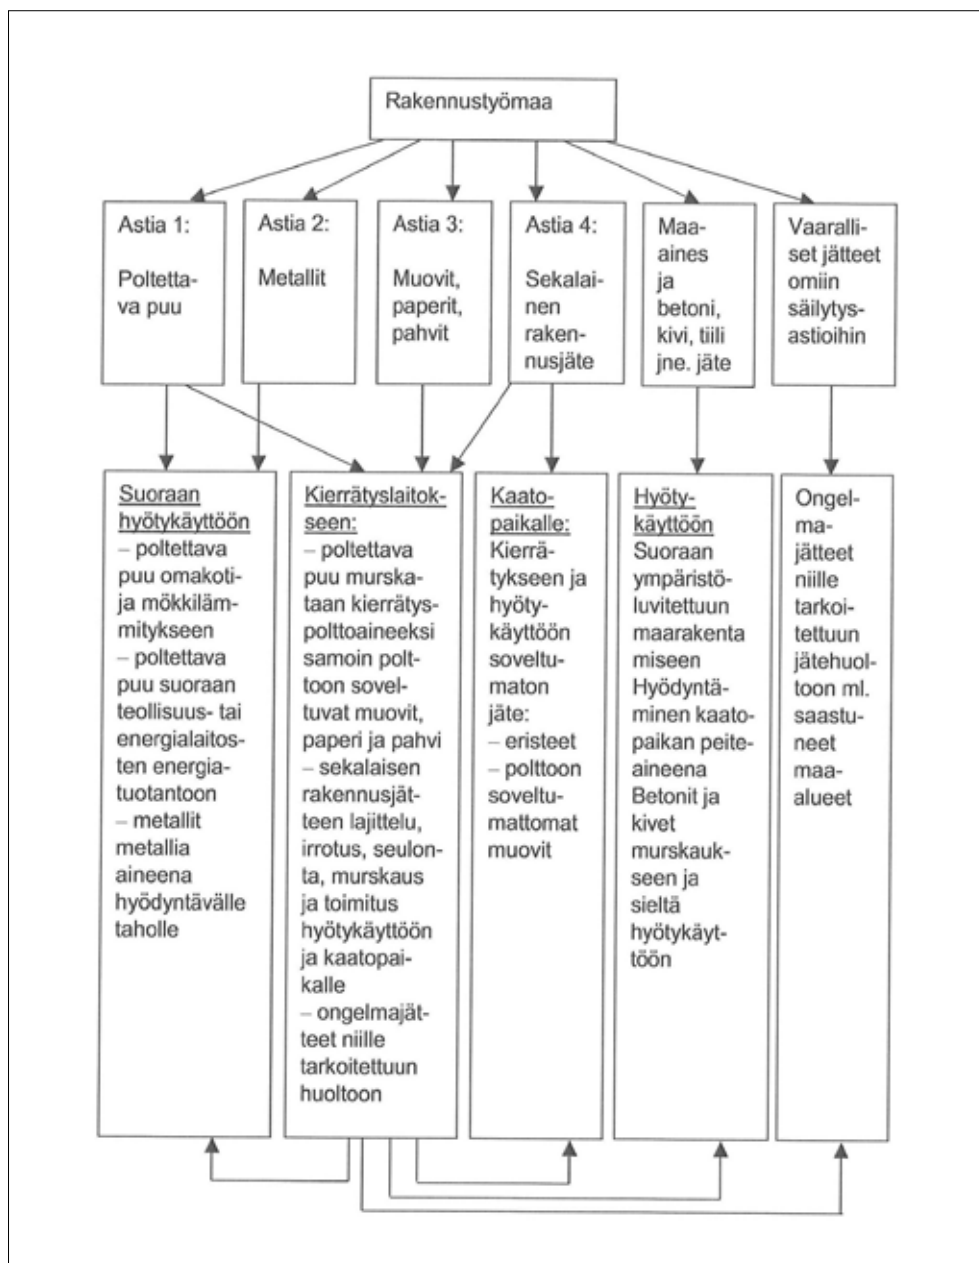 Rakennustyömaa
Astia 1:
Poltetta-
va puu
Astia 2:
Metallit
Astia 3:
Muovit,
paperit,
pahvit
Astia 4:
Sekalai-
nen
raken-
nusjäte
Maa-
aines
ja
betoni,
kivi, tiili
jne. jäte
Vaaralli-
set jätteet
omiin
säilytys-
astioihin
Suoraan
hyötykäyttöön
– poltettava
puu omakoti-
ja mökkiläm-
mitykseen
– poltettava
puu suoraan
teollisuus- tai
energialaitos-
ten energia-
tuotantoon
– metallit
metallia
aineena
hyödyntävälle
taholle
Kierrätyslaitok-
seen:
– poltettava
puu murska-
taan kierrätys-
polttoaineeksi
samoin polt-
toon sovel-
tuvat muovit,
paperi ja pahvi
– sekalaisen
rakennusjät-
teen lajittelu,
irrotus, seulon-
ta, murskaus
ja toimitus
hyötykäyttöön
ja kaatopai-
kalle
– ongelmajät-
teet niille
tarkoitettuun
huoltoon
Kaato-
paikalle:
Kierrä-
tykseen ja
hyöty-
käyttöön
soveltu-
maton
jäte:
– eristeet
– polttoon
soveltu-
mattomat
muovit
Hyöty-
käyttöön
Suoraan
ympäristö-
luvitettuun
maarakenta
miseen
Hyödyntä-
minen kaato-
paikan peite-
aineena
Betonit ja
kivet
murskauk-
seen ja
sieltä
hyötykäyt-
töön
Ongel-
ma-
jätteet
niille
tarkoi-
tettuun
jätehuol-
toon ml.
saastu-
neet
maa-
alueet